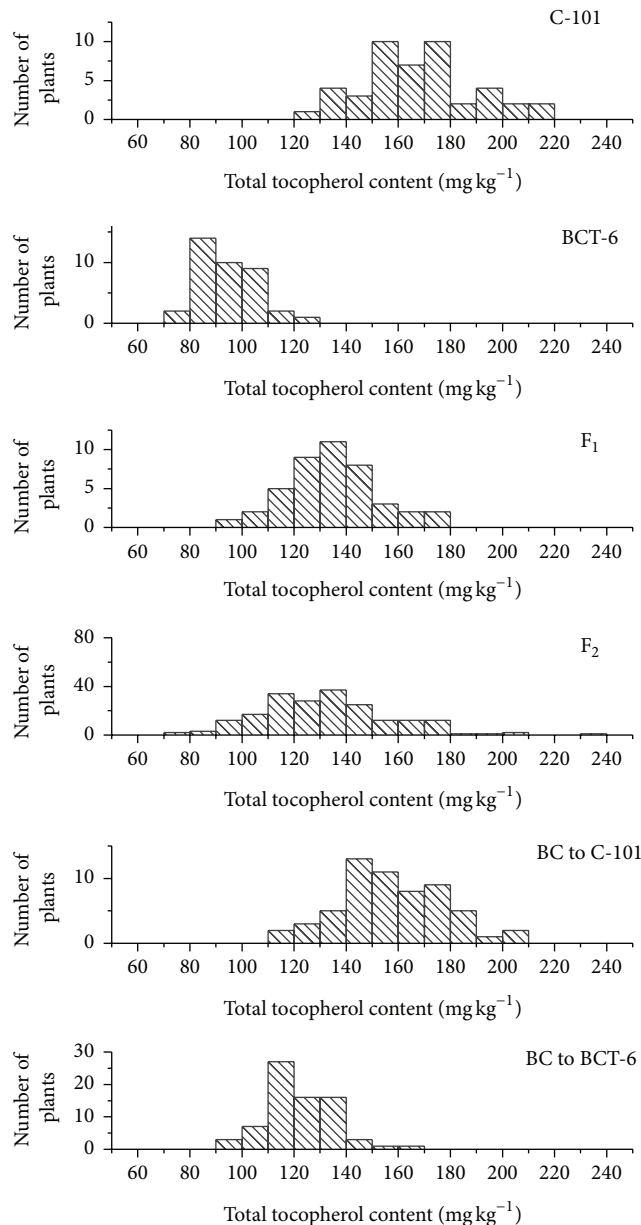 C-101
Number of
plants
10
5
0
60 80 100 120 140 160 180 200 220 240
Total tocopherol content (mg kg⁻¹)
BCT-6
Number of
plants
10
0
60 80 100 120 140 160 180 200 220 240
Total tocopherol content (mg kg⁻¹)
F₁
Number of
plants
10
5
0
60 80 100 120 140 160 180 200 220 240
Total tocopherol content (mg kg⁻¹)
F₂
Number of
plants
80
40
0
60 80 100 120 140 160 180 200 220 240
Total tocopherol content (mg kg⁻¹)
BC to C-101
Number of
plants
10
0
60 80 100 120 140 160 180 200 220 240
Total tocopherol content (mg kg⁻¹)
BC to BCT-6
Number of
plants
30
20
10
0
60 80 100 120 140 160 180 200 220 240
Total tocopherol content (mg kg⁻¹)